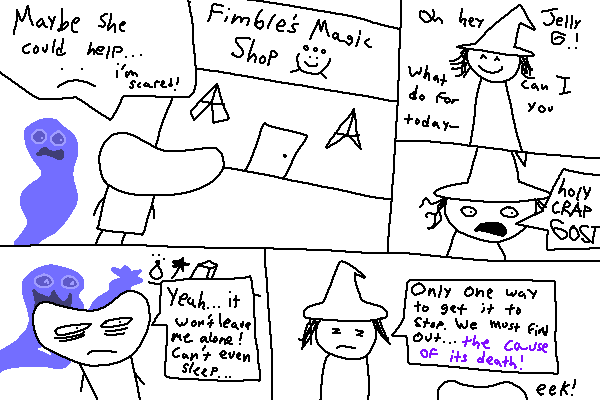 Maybe She
could help...
i'm
scared!
Fimble's Magic
Shop
Oh hey Jelly
G.!
What can I
do for you
today—
holy
CRAP
GOST
Yeah... it
won't leave
me alone!
Can't even
sleep...
Only one way
to get it to
Stop. We must find
out... the cause
of its death!
eek!